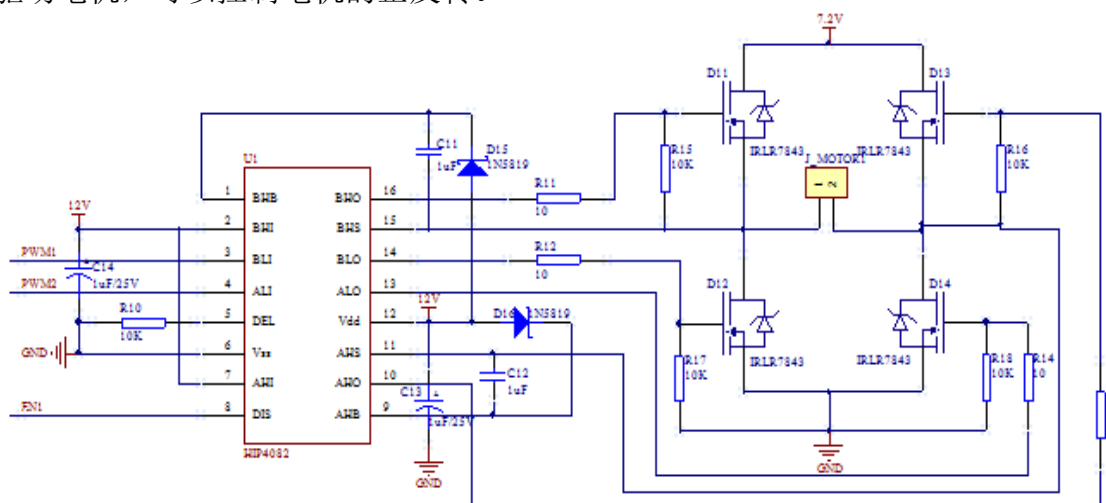 7.2V
D11
D13
C11
1uF
D15
1N5819
R15
10K
IRLR7843
J_MOTOR1
IRLR7843
R16
10K
U1
1 BHB BHO 16
R11
10
12V
2 BHI BHS 15
1 2
PWM1
3 BLI BLO 14
R12
10
C14
1uF/25V
PWM2
4 ALI ALO 13
12V
D12
D14
R10
10K
5 DEL Vdd 12
D16 1N5819
GND
6 Vss AHS 11
R17
10K
IRLR7843
IRLR7843
R18
10K
R14
10
7 AHI AHO 10
C12
1uF
C13
1uF/25V
EN1
8 DIS AHB 9
HIP4082
GND
GND